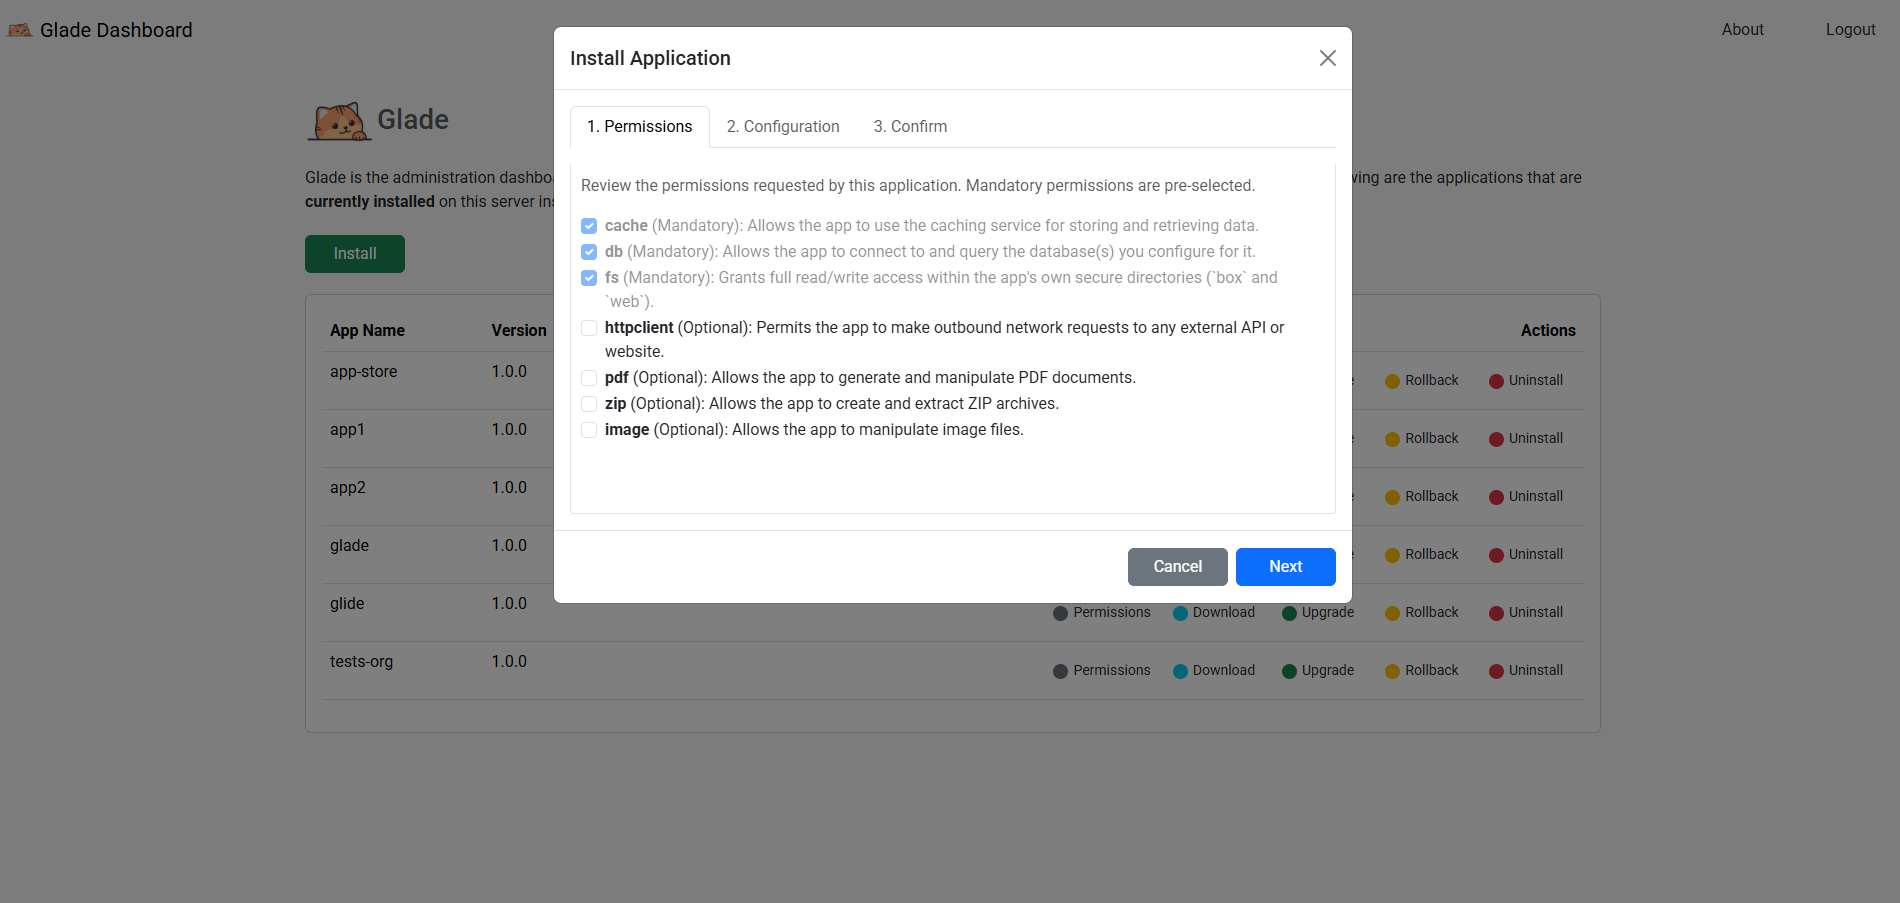 Glade Dashboard
About
Logout
Glade
Glade is the administration dashbo
wing are the applications that are
currently installed on this server ins
Install
App Name Version Actions
app-store 1.0.0 Rollback Uninstall
app1 1.0.0 Rollback Uninstall
app2 1.0.0 Rollback Uninstall
glade 1.0.0 Rollback Uninstall
glide 1.0.0 Permissions Download Upgrade Rollback Uninstall
tests-org 1.0.0 Permissions Download Upgrade Rollback Uninstall
Install Application
1. Permissions 2. Configuration 3. Confirm
Review the permissions requested by this application. Mandatory permissions are pre-selected.
cache (Mandatory): Allows the app to use the caching service for storing and retrieving data.
db (Mandatory): Allows the app to connect to and query the database(s) you configure for it.
fs (Mandatory): Grants full read/write access within the app's own secure directories (`box` and
`web`).
httpclient (Optional): Permits the app to make outbound network requests to any external API or
website.
pdf (Optional): Allows the app to generate and manipulate PDF documents.
zip (Optional): Allows the app to create and extract ZIP archives.
image (Optional): Allows the app to manipulate image files.
Cancel Next